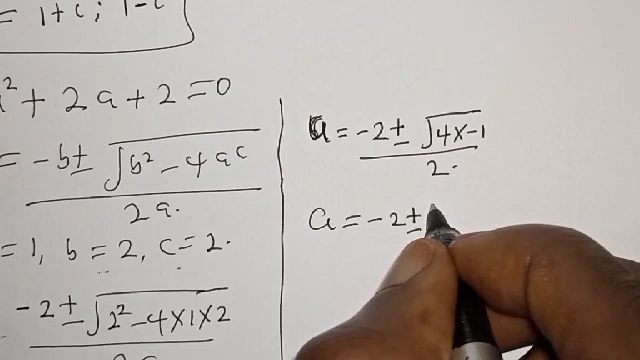 = 1 + i ; 1 - i
a² + 2a + 2 = 0
= -b ± √b² - 4ac
2a.
= 1, b = 2, c = 2.
-2 ± √2² - 4×1×2
a = -2 ± √4×-1
2.
a = -2 ±